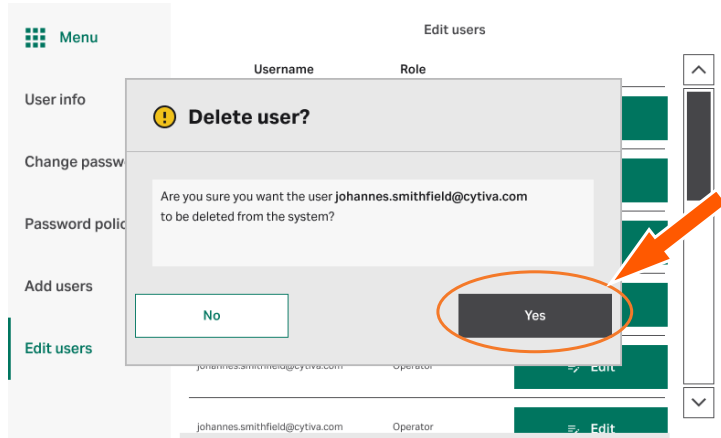 Menu
Edit users
Username Role
User info
Change passw
Password polic
Add users
Edit users
Delete user?
Are you sure you want the user johannes.smithfield@cytiva.com
to be deleted from the system?
No Yes
johannes.smithfield@cytiva.com Operator Edit
johannes.smithfield@cytiva.com Operator Edit